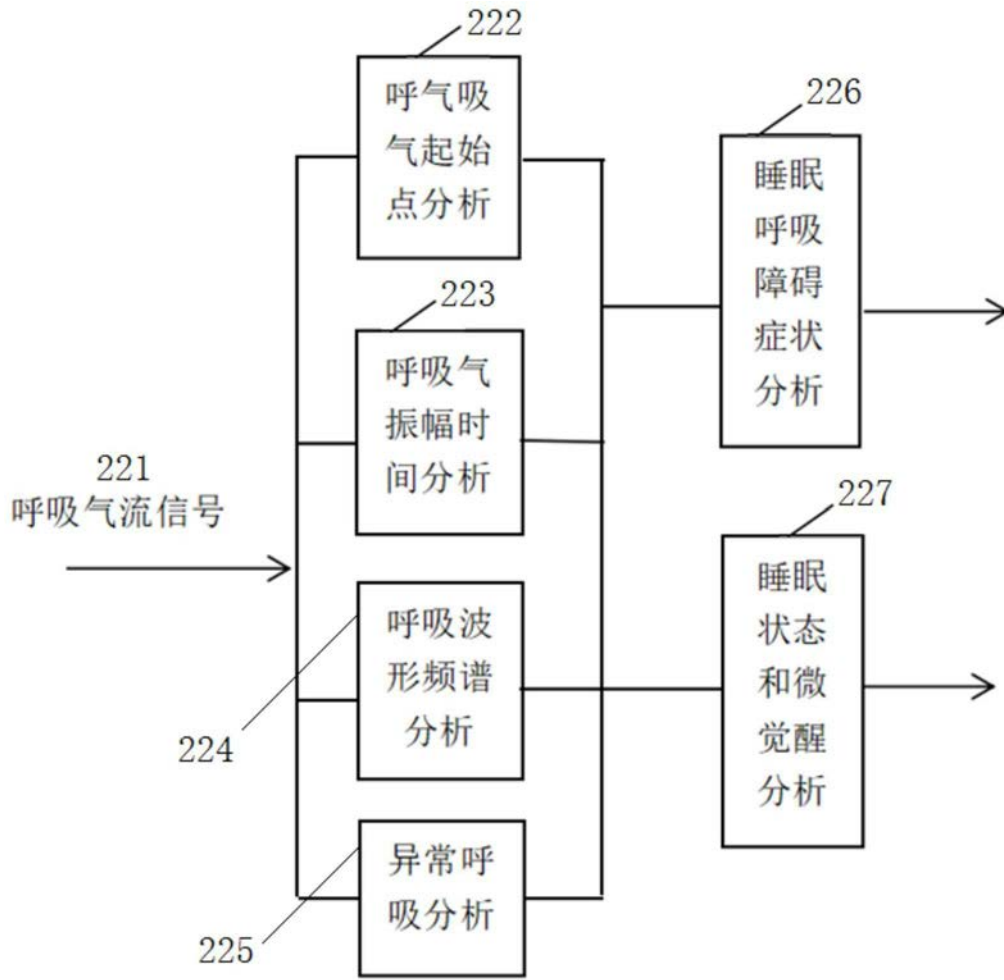 222
呼气吸
气起始
点分析
223
呼吸气
振幅时
间分析
221
呼吸气流信号
224
呼吸波
形频谱
分析
225
异常呼
吸分析
226
睡眠
呼吸
障碍
症状
分析
227
睡眠
状态
和微
觉醒
分析